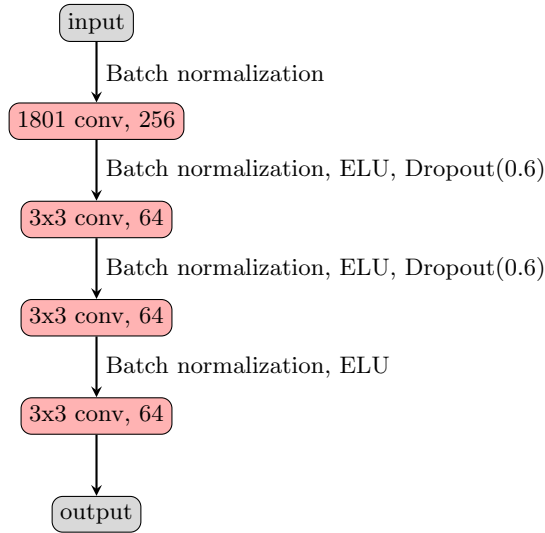 input
Batch normalization
1801 conv, 256
Batch normalization, ELU, Dropout(0.6)
3x3 conv, 64
Batch normalization, ELU, Dropout(0.6)
3x3 conv, 64
Batch normalization, ELU
3x3 conv, 64
output